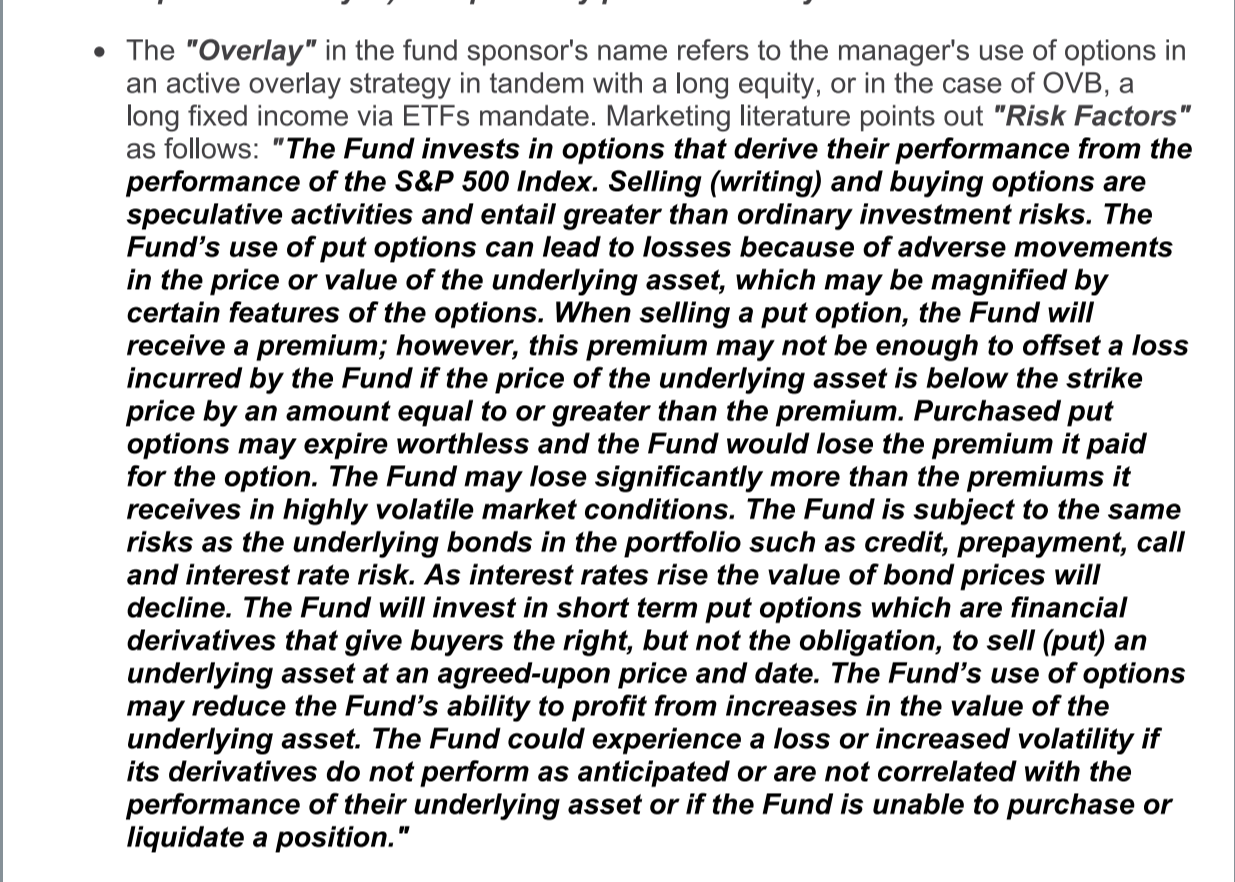 • The "Overlay" in the fund sponsor's name refers to the manager's use of options in
an active overlay strategy in tandem with a long equity, or in the case of OVB, a
long fixed income via ETFs mandate. Marketing literature points out "Risk Factors"
as follows: "The Fund invests in options that derive their performance from the
performance of the S&P 500 Index. Selling (writing) and buying options are
speculative activities and entail greater than ordinary investment risks. The
Fund’s use of put options can lead to losses because of adverse movements
in the price or value of the underlying asset, which may be magnified by
certain features of the options. When selling a put option, the Fund will
receive a premium; however, this premium may not be enough to offset a loss
incurred by the Fund if the price of the underlying asset is below the strike
price by an amount equal to or greater than the premium. Purchased put
options may expire worthless and the Fund would lose the premium it paid
for the option. The Fund may lose significantly more than the premiums it
receives in highly volatile market conditions. The Fund is subject to the same
risks as the underlying bonds in the portfolio such as credit, prepayment, call
and interest rate risk. As interest rates rise the value of bond prices will
decline. The Fund will invest in short term put options which are financial
derivatives that give buyers the right, but not the obligation, to sell (put) an
underlying asset at an agreed-upon price and date. The Fund’s use of options
may reduce the Fund’s ability to profit from increases in the value of the
underlying asset. The Fund could experience a loss or increased volatility if
its derivatives do not perform as anticipated or are not correlated with the
performance of their underlying asset or if the Fund is unable to purchase or
liquidate a position."